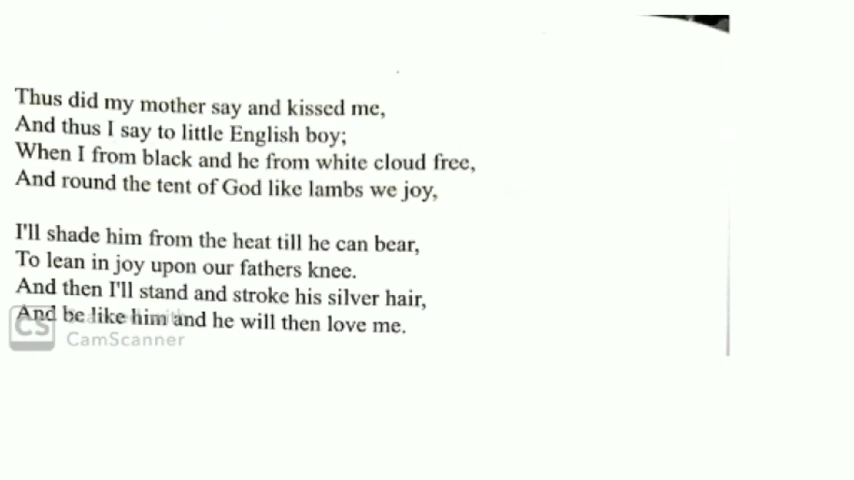 Thus did my mother say and kissed me,
And thus I say to little English boy;
When I from black and he from white cloud free,
And round the tent of God like lambs we joy,
I'll shade him from the heat till he can bear,
To lean in joy upon our fathers knee.
And then I'll stand and stroke his silver hair,
And be like him and he will then love me.
CS
CamScanner